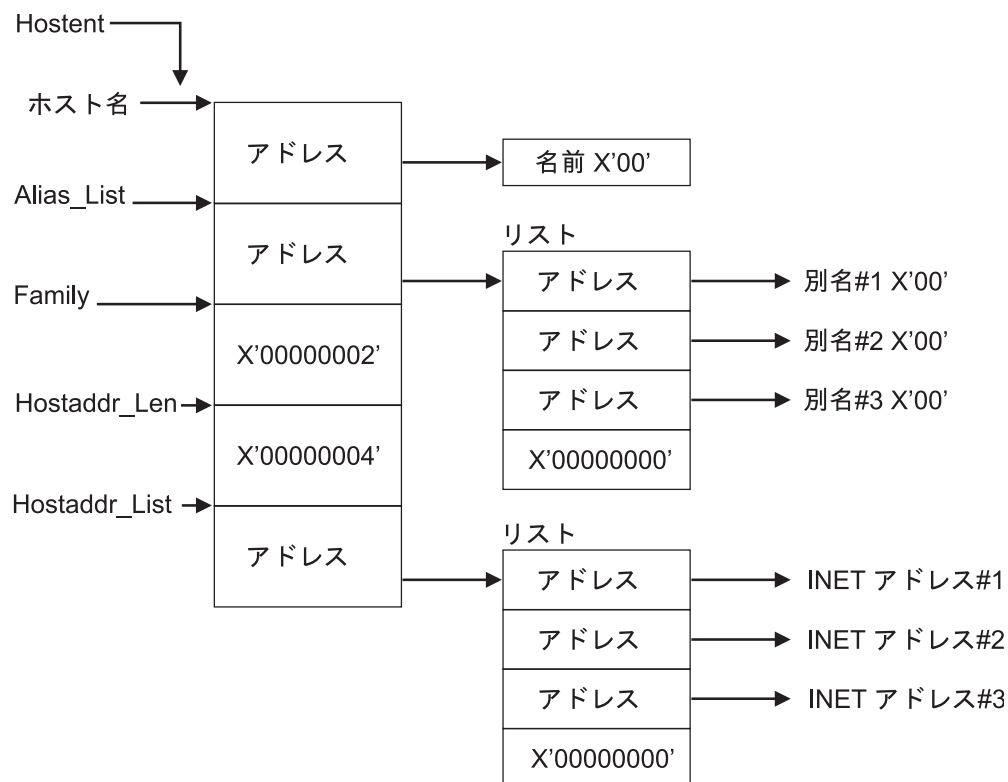 Hostent
ホスト名
アドレス
名前 X’00’
Alias_List
アドレス
リスト
アドレス
別名#1 X’00’
Family
X’00000002’
アドレス
別名#2 X’00’
Hostaddr_Len
アドレス
別名#3 X’00’
X’00000004’
X’00000000’
Hostaddr_List
アドレス
リスト
アドレス
INET アドレス#1
アドレス
INET アドレス#2
アドレス
INET アドレス#3
X’00000000’